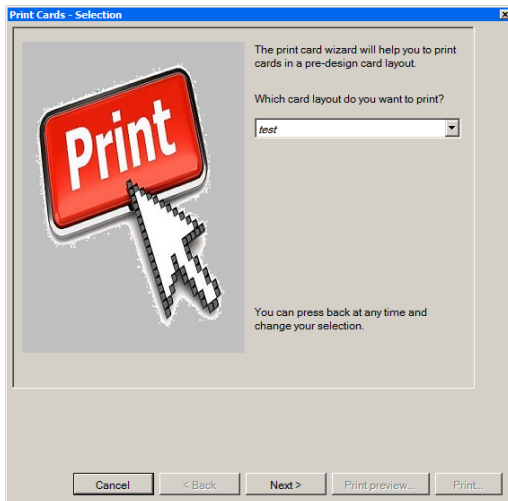 Print Cards - Selection
Print
The print card wizard will help you to print
cards in a pre-design card layout.
Which card layout do you want to print?
test
You can press back at any time and
change your selection.
Cancel
< Back
Next >
Print preview...
Print...